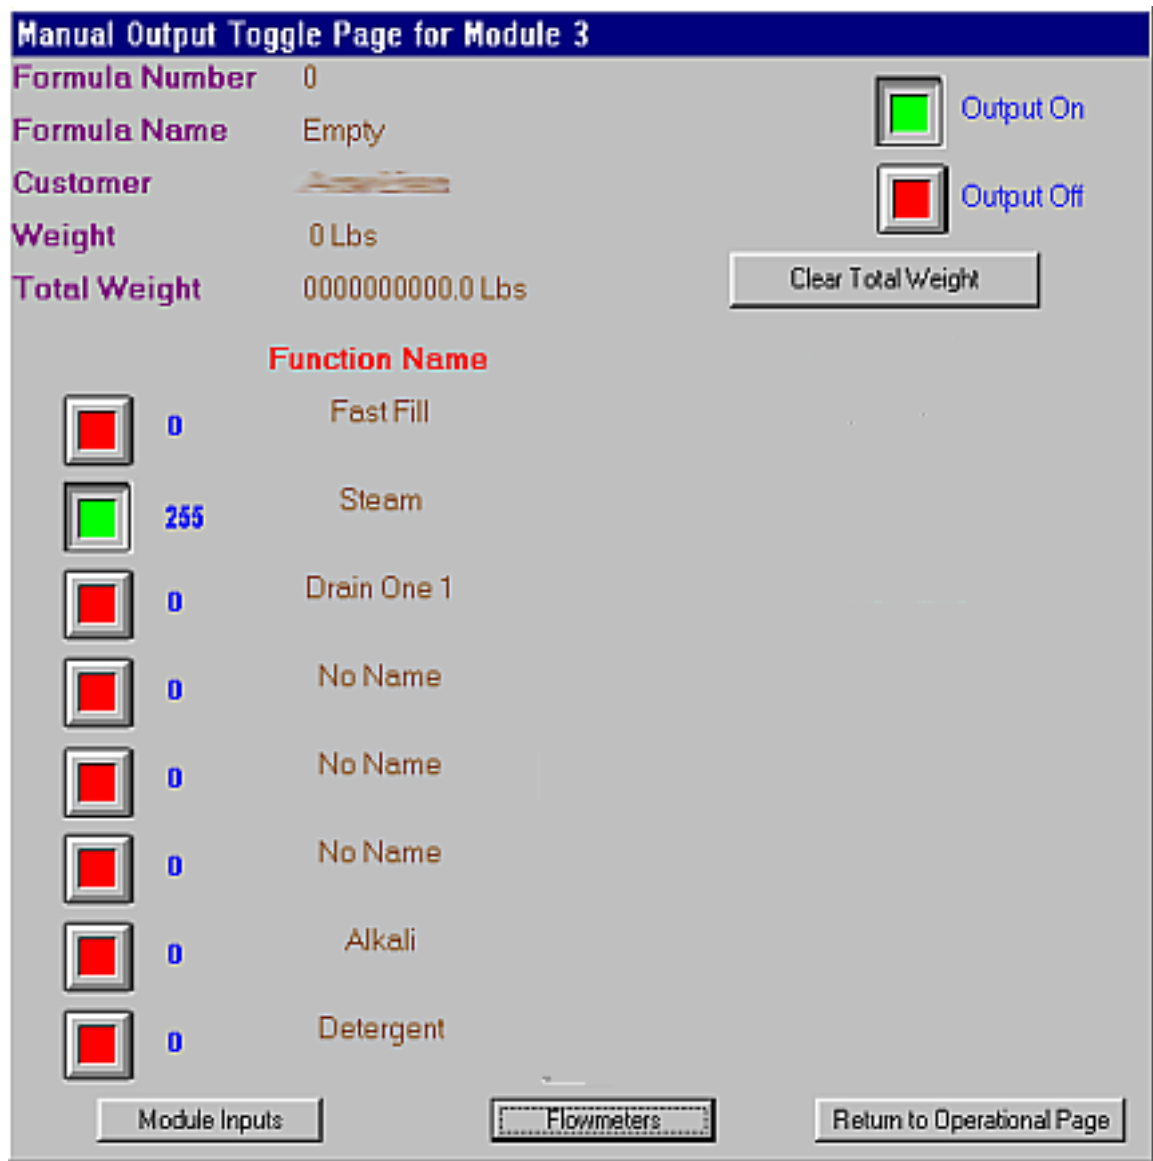 Manual Output Toggle Page for Module 3
Formula Number 0
Output On
Formula Name Empty
Customer
Output Off
Weight 0 Lbs
Total Weight 0000000000.0 Lbs
Clear Total Weight
Function Name
0 Fast Fill
255 Steam
0 Drain One 1
0 No Name
0 No Name
0 No Name
0 Alkali
0 Detergent
Module Inputs Flowmeters Return to Operational Page